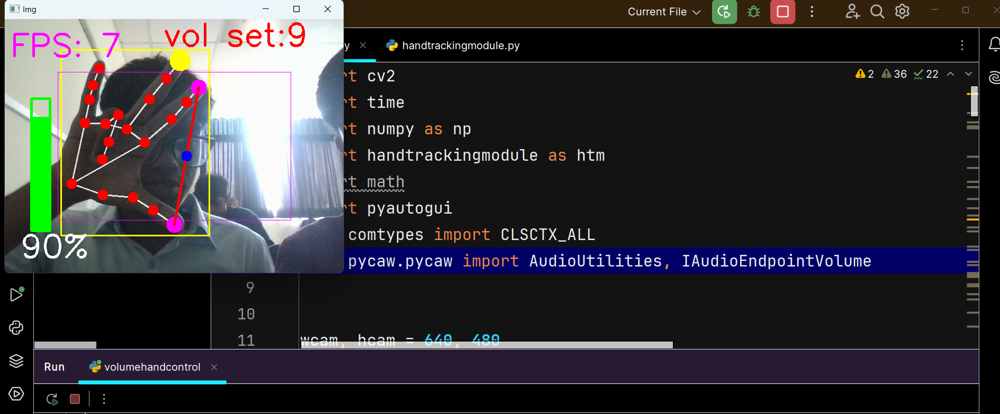 Img
FPS: 7
vol set:9
90%
Current File
y
handtrackingmodule.py
2 36 22
rt cv2
rt time
rt numpy as np
rt handtrackingmodule as htm
rt math
rt pyautogui
comtypes import CLSCTX_ALL
pycaw.pycaw import AudioUtilities, IAudioEndpointVolume
9
10
11 wcam, hcam = 640, 480
Run
volumehandcontrol